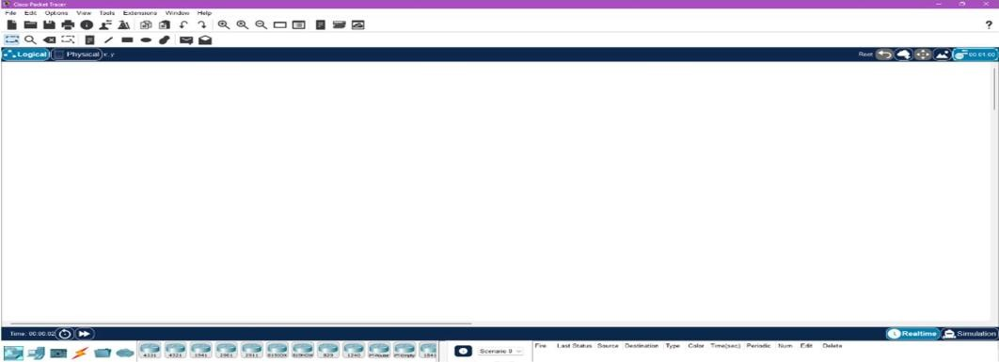 Cisco Packet Tracer
File Edit Options View Tools Extensions Window Help
?
Logical Physical x, y Root 00:01:00
Time: 00:00:02 Realtime Simulation
4331 4321 1941 2901 2911 819HGW 829 1240 PT-Router PT-Empty 1841
Scenario 0
Fire Last Status Source Destination Type Color Time(sec) Periodic Num Edit Delete